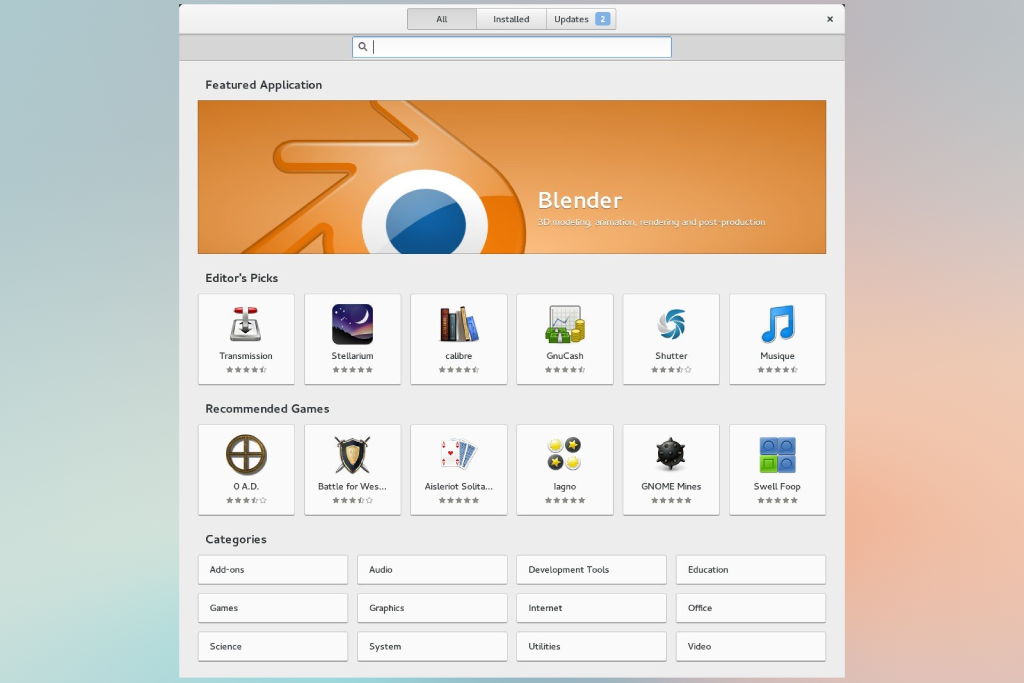 All Installed Updates 2
Featured Application
Blender
3D modeling, animation, rendering and post-production
Editor's Picks
Transmission Stellarium calibre GnuCash Shutter Musique
Recommended Games
0 A.D. Battle for Wes... Aisleriot Solita... Iagno GNOME Mines Swell Foop
Categories
Add-ons Audio Development Tools Education
Games Graphics Internet Office
Science System Utilities Video